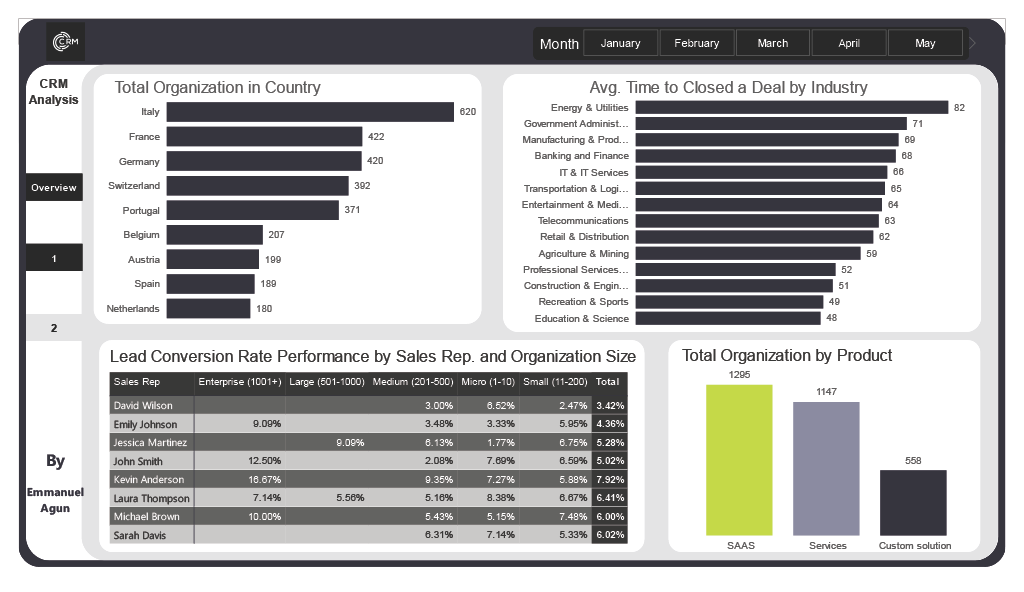 CRM
Month
January
February
March
April
May
CRM
Analysis
Overview
1
2
By
Emmanuel
Agun
Total Organization in Country
Italy 620
France 422
Germany 420
Switzerland 392
Portugal 371
Belgium 207
Austria 199
Spain 189
Netherlands 180
Avg. Time to Closed a Deal by Industry
Energy & Utilities 82
Government Administ... 71
Manufacturing & Prod... 69
Banking and Finance 68
IT & IT Services 66
Transportation & Logi... 65
Entertainment & Medi... 64
Telecommunications 63
Retail & Distribution 62
Agriculture & Mining 59
Professional Services... 52
Construction & Engin... 51
Recreation & Sports 49
Education & Science 48
Lead Conversion Rate Performance by Sales Rep. and Organization Size
Sales Rep Enterprise (1001+) Large (501-1000) Medium (201-500) Micro (1-10) Small (11-200) Total
David Wilson 3.00% 6.52% 2.47% 3.42%
Emily Johnson 9.09% 3.48% 3.33% 5.95% 4.36%
Jessica Martinez 9.09% 6.13% 1.77% 6.75% 5.28%
John Smith 12.50% 2.08% 7.69% 6.59% 5.02%
Kevin Anderson 16.67% 9.35% 7.27% 5.88% 7.92%
Laura Thompson 7.14% 5.56% 5.16% 8.38% 6.67% 6.41%
Michael Brown 10.00% 5.43% 5.15% 7.48% 6.00%
Sarah Davis 6.31% 7.14% 5.33% 6.02%
Total Organization by Product
1295
1147
558
SAAS
Services
Custom solution